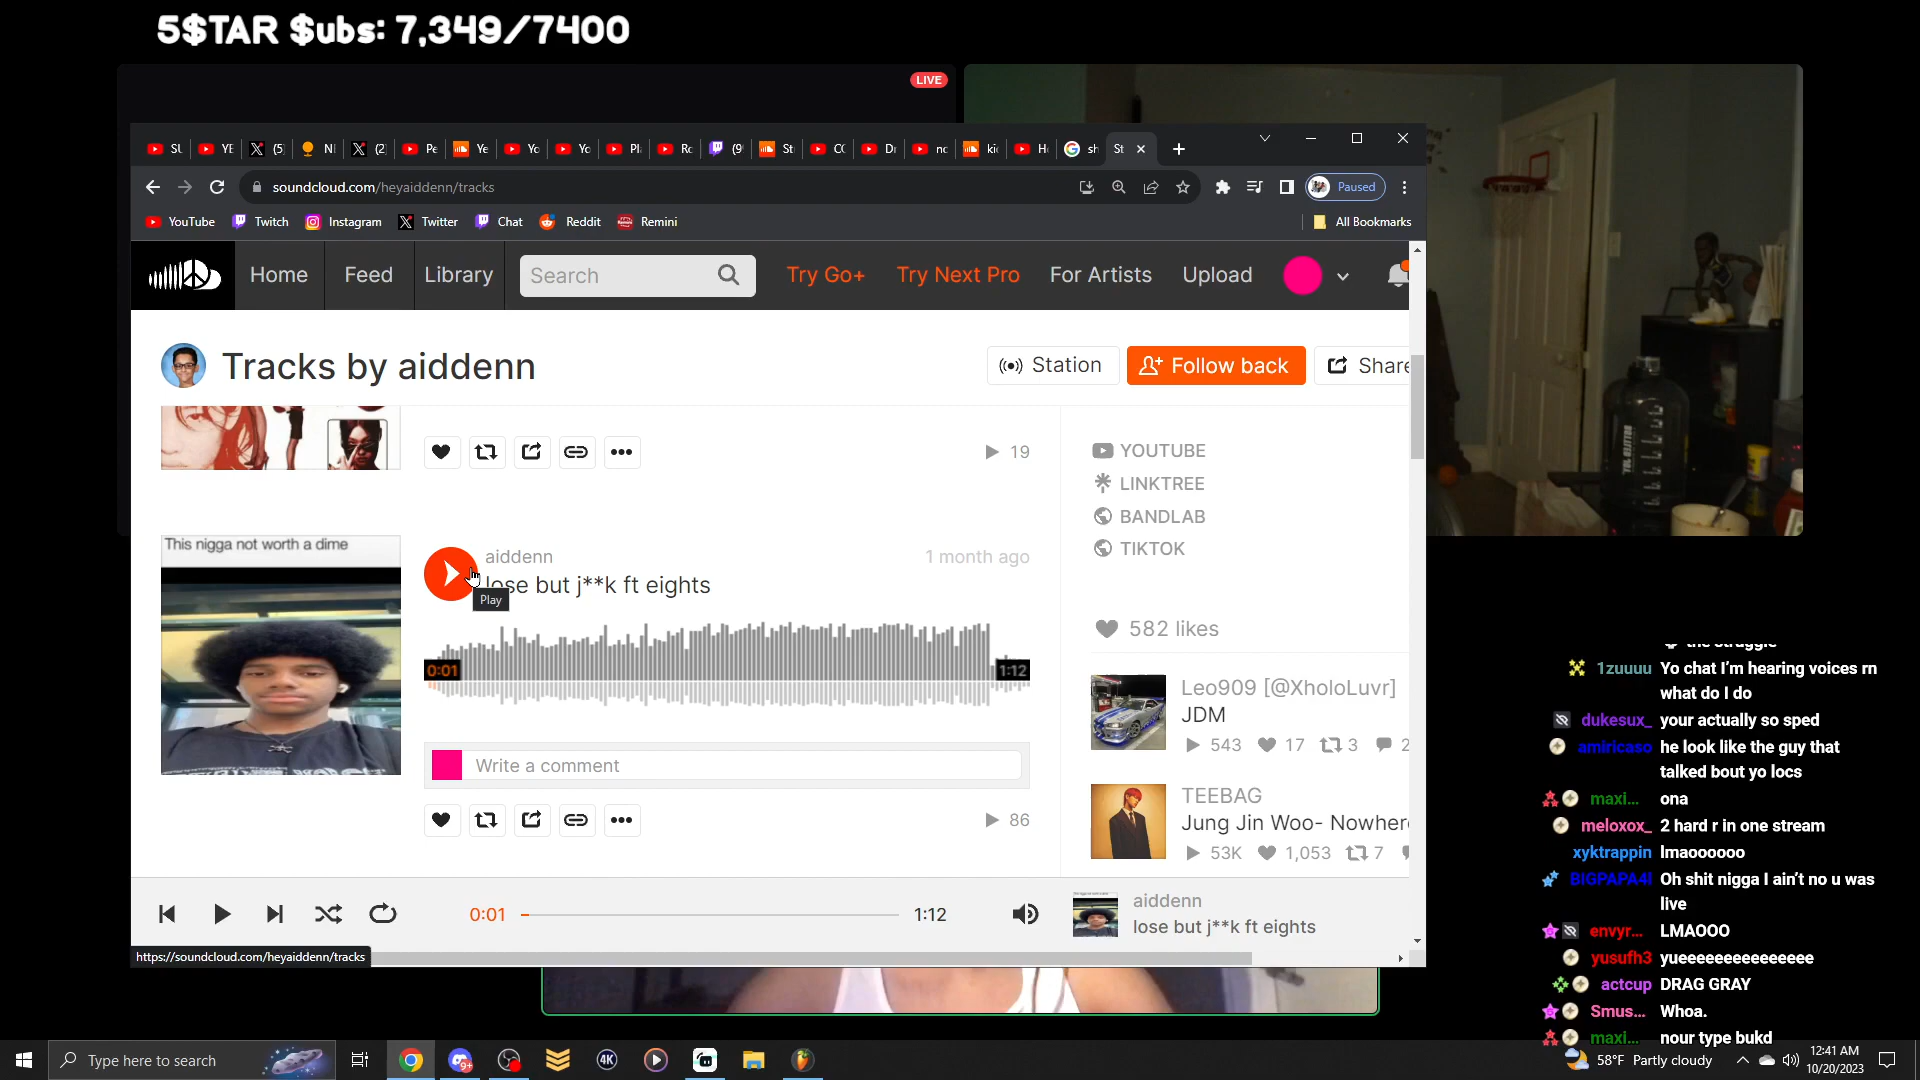 5$TAR $ubs: 7,349/7400
LIVE
St
soundcloud.com/heyaiddenn/tracks
Paused
YouTube Twitch Instagram Twitter Chat Reddit Remini All Bookmarks
Home Feed Library Search Try Go+ Try Next Pro For Artists Upload
Tracks by aiddenn
Station Follow back Share
19
YOUTUBE
LINKTREE
BANDLAB
TIKTOK
This nigga not worth a dime
aiddenn 1 month ago
lose but j**k ft eights
Play
0:01 1:12
Write a comment
86
582 likes
Leo909 [@XholoLuvr]
JDM
543 17 3 2
TEEBAG
Jung Jin Woo- Nowher
53K 1,053 7
0:01 1:12
aiddenn
lose but j**k ft eights
https://soundcloud.com/heyaiddenn/tracks
1zuuuu Yo chat I'm hearing voices rn
what do I do
dukesux_ your actually so sped
amiricaso he look like the guy that
talked bout yo locs
maxi... ona
meloxox_ 2 hard r in one stream
xyktrappin lmaoooooo
BIGPAPA4l Oh shit nigga I ain't no u was
live
envyr... LMAOOO
yusufh3 yueeeeeeeeeeeeeee
actcup DRAG GRAY
Smus... Whoa.
maxi... nour type bukd
Type here to search
58°F Partly cloudy
12:41 AM
10/20/2023